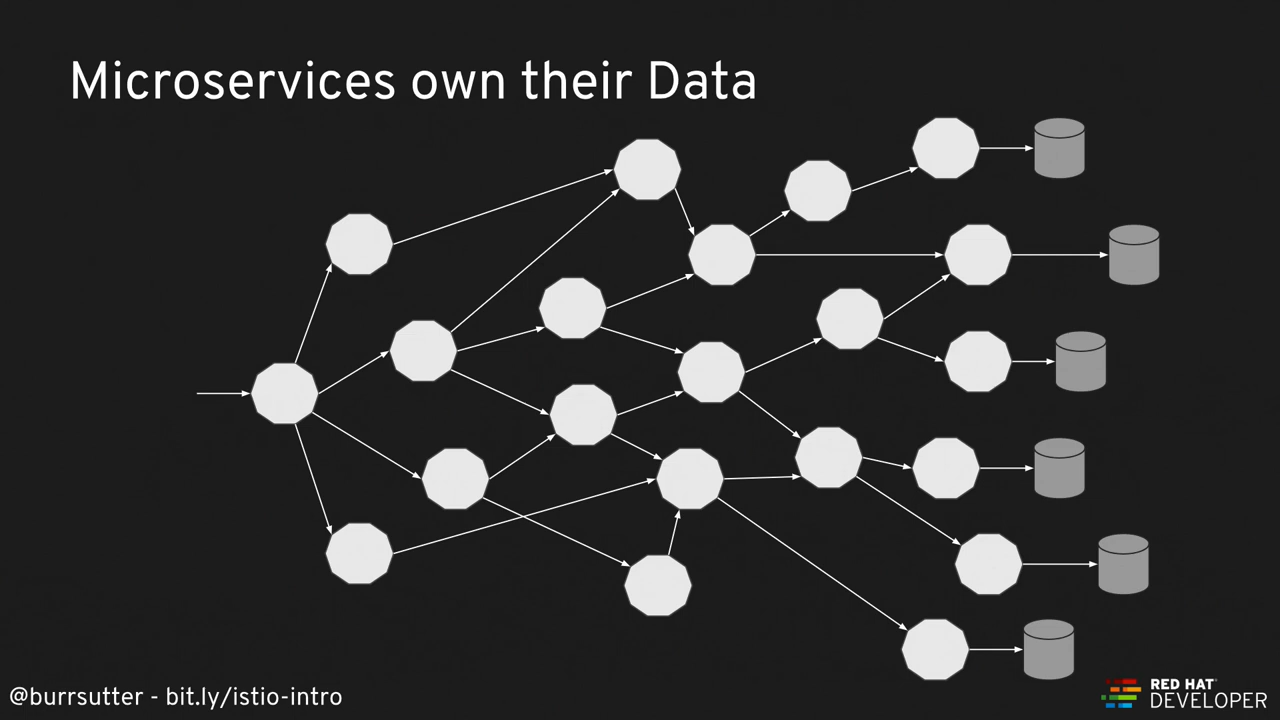 Microservices own their Data
@burrsutter - bit.ly/istio-intro
RED HAT
DEVELOPER